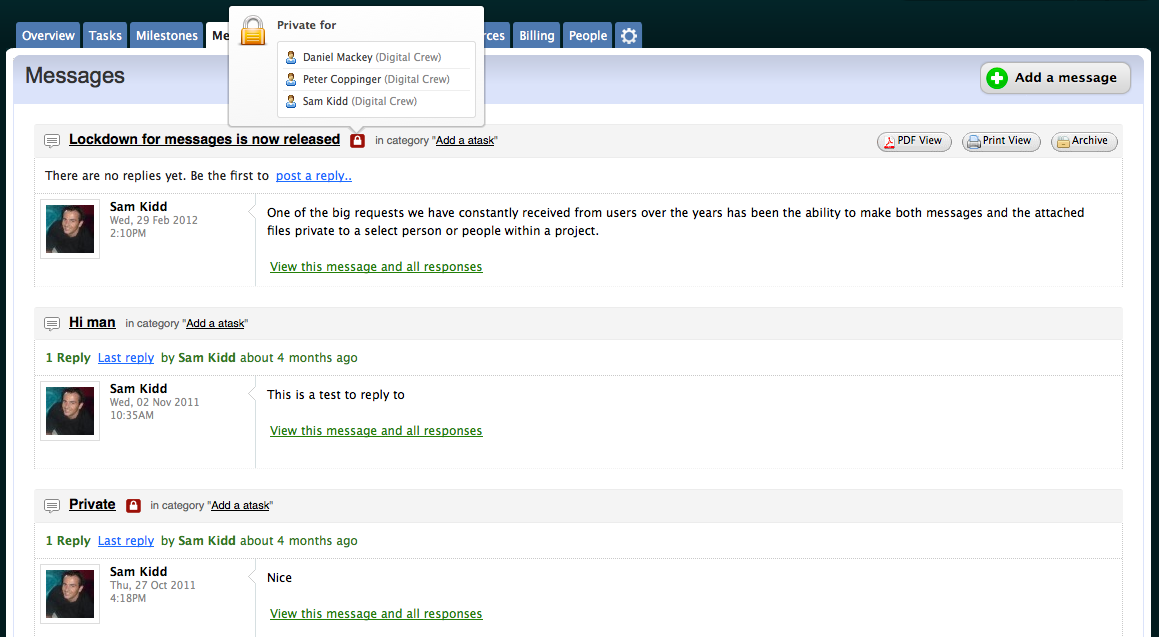 Overview Tasks Milestones Me rces Billing People
Private for
Daniel Mackey (Digital Crew)
Peter Coppinger (Digital Crew)
Sam Kidd (Digital Crew)
Messages
Add a message
Lockdown for messages is now released in category "Add a atask" PDF View Print View Archive
There are no replies yet. Be the first to post a reply..
Sam Kidd
Wed, 29 Feb 2012
2:10PM
One of the big requests we have constantly received from users over the years has been the ability to make both messages and the attached
files private to a select person or people within a project.
View this message and all responses
Hi man in category "Add a atask"
1 Reply Last reply by Sam Kidd about 4 months ago
Sam Kidd
Wed, 02 Nov 2011
10:35AM
This is a test to reply to
View this message and all responses
Private in category "Add a atask"
1 Reply Last reply by Sam Kidd about 4 months ago
Sam Kidd
Thu, 27 Oct 2011
4:18PM
Nice
View this message and all responses